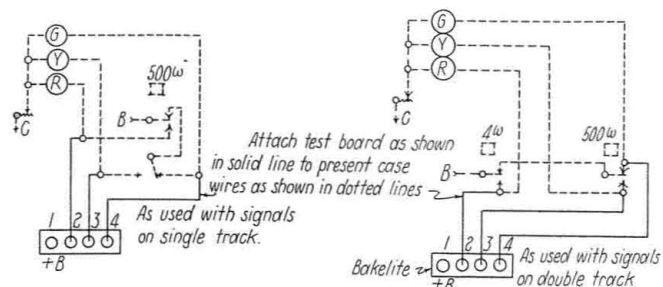 G
Y
R
C
500ω
B
1 2 3 4
+B
As used with signals
on single track.
Attach test board as shown
in solid line to present case
wires as shown in dotted lines
G
Y
R
C
4ω
500ω
B
1 2 3 4
Bakelite
+B
As used with signals
on double track